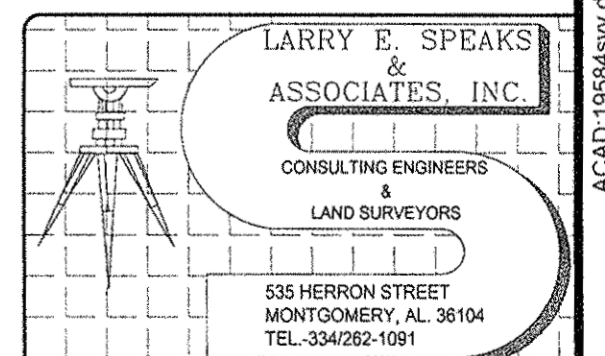 LARRY E. SPEAKS
&
ASSOCIATES, INC.
CONSULTING ENGINEERS
&
LAND SURVEYORS
535 HERRON STREET
MONTGOMERY, AL. 36104
TEL.-334/262-1091
ACAD:19584svy.d